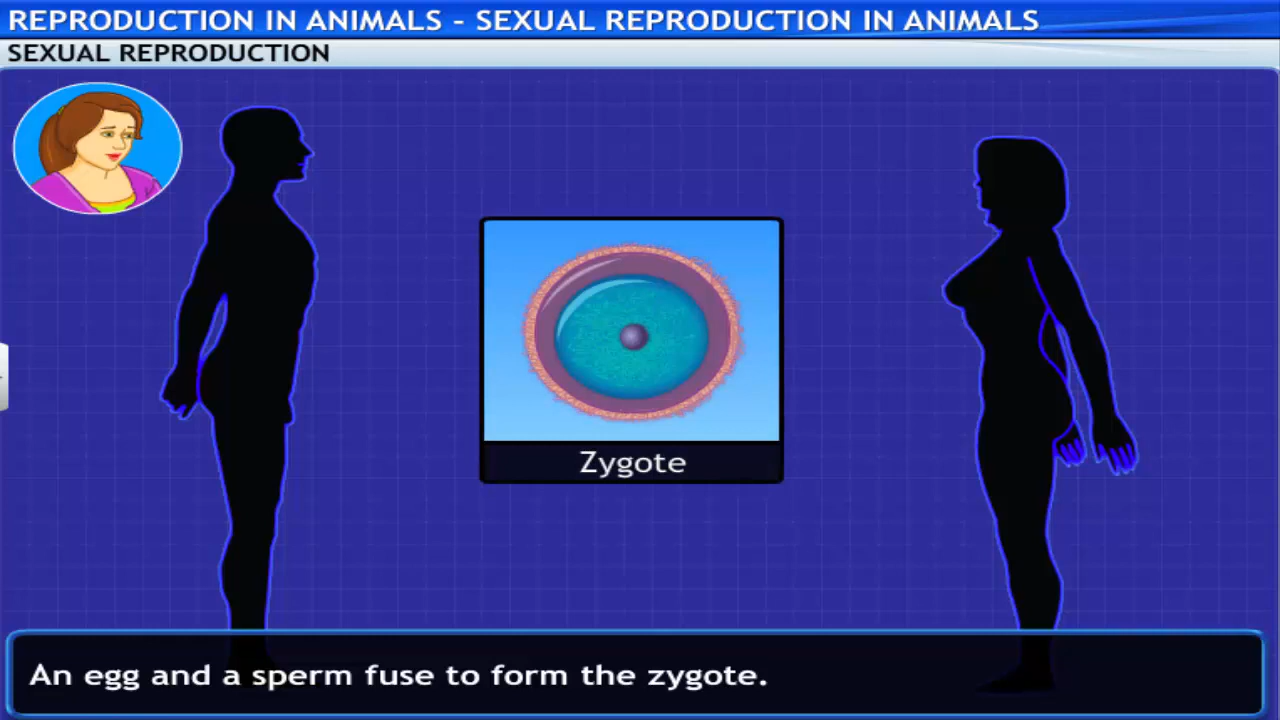 REPRODUCTION IN ANIMALS - SEXUAL REPRODUCTION IN ANIMALS
SEXUAL REPRODUCTION
Zygote
An egg and a sperm fuse to form the zygote.